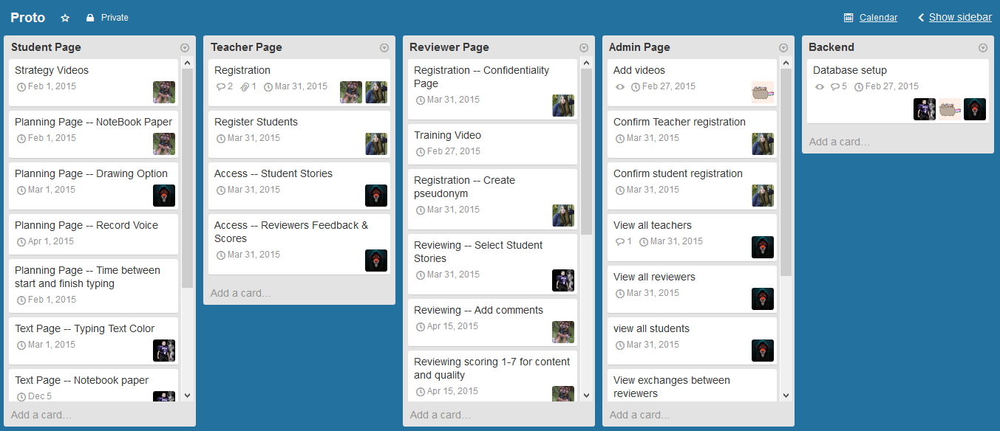 Proto Private Calendar Show sidebar
Student Page
Strategy Videos
Feb 1, 2015
Planning Page -- NoteBook Paper
Feb 1, 2015
Planning Page -- Drawing Option
Mar 1, 2015
Planning Page -- Record Voice
Apr 1, 2015
Planning Page -- Time between
start and finish typing
Feb 1, 2015
Text Page -- Typing Text Color
Mar 1, 2015
Text Page -- Notebook paper
Dec 5
Add a card...
Teacher Page
Registration
2 1 Mar 31, 2015
Register Students
Mar 31, 2015
Access -- Student Stories
Mar 31, 2015
Access -- Reviewers Feedback &
Scores
Mar 31, 2015
Add a card...
Reviewer Page
Registration -- Confidentiality
Page
Mar 31, 2015
Training Video
Feb 27, 2015
Registration -- Create
pseudonym
Mar 31, 2015
Reviewing -- Select Student
Stories
Mar 31, 2015
Reviewing -- Add comments
Apr 15, 2015
Reviewing scoring 1-7 for content
and quality
Apr 15, 2015
Add a card...
Admin Page
Add videos
Feb 27, 2015
Confirm Teacher registration
Mar 31, 2015
Confirm student registration
Mar 31, 2015
View all teachers
1 Mar 31, 2015
View all reviewers
Mar 31, 2015
view all students
Mar 31, 2015
View exchanges between
reviewers
Add a card...
Backend
Database setup
5 Feb 27, 2015
Add a card...